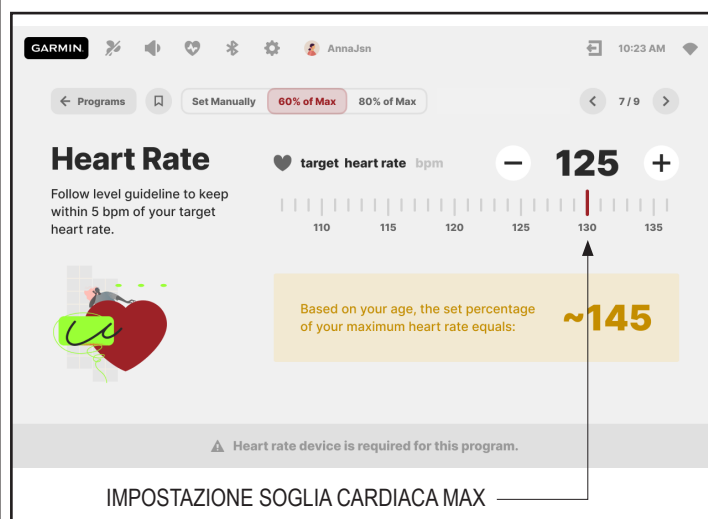 GARMIN. AnnaJsn 10:23 AM
Programs Set Manually 60% of Max 80% of Max 7 / 9
Heart Rate
Follow level guideline to keep
within 5 bpm of your target
heart rate.
target heart rate bpm
− 125 +
110 115 120 125 130 135
Based on your age, the set percentage
of your maximum heart rate equals:
~145
Heart rate device is required for this program.
IMPOSTAZIONE SOGLIA CARDIACA MAX